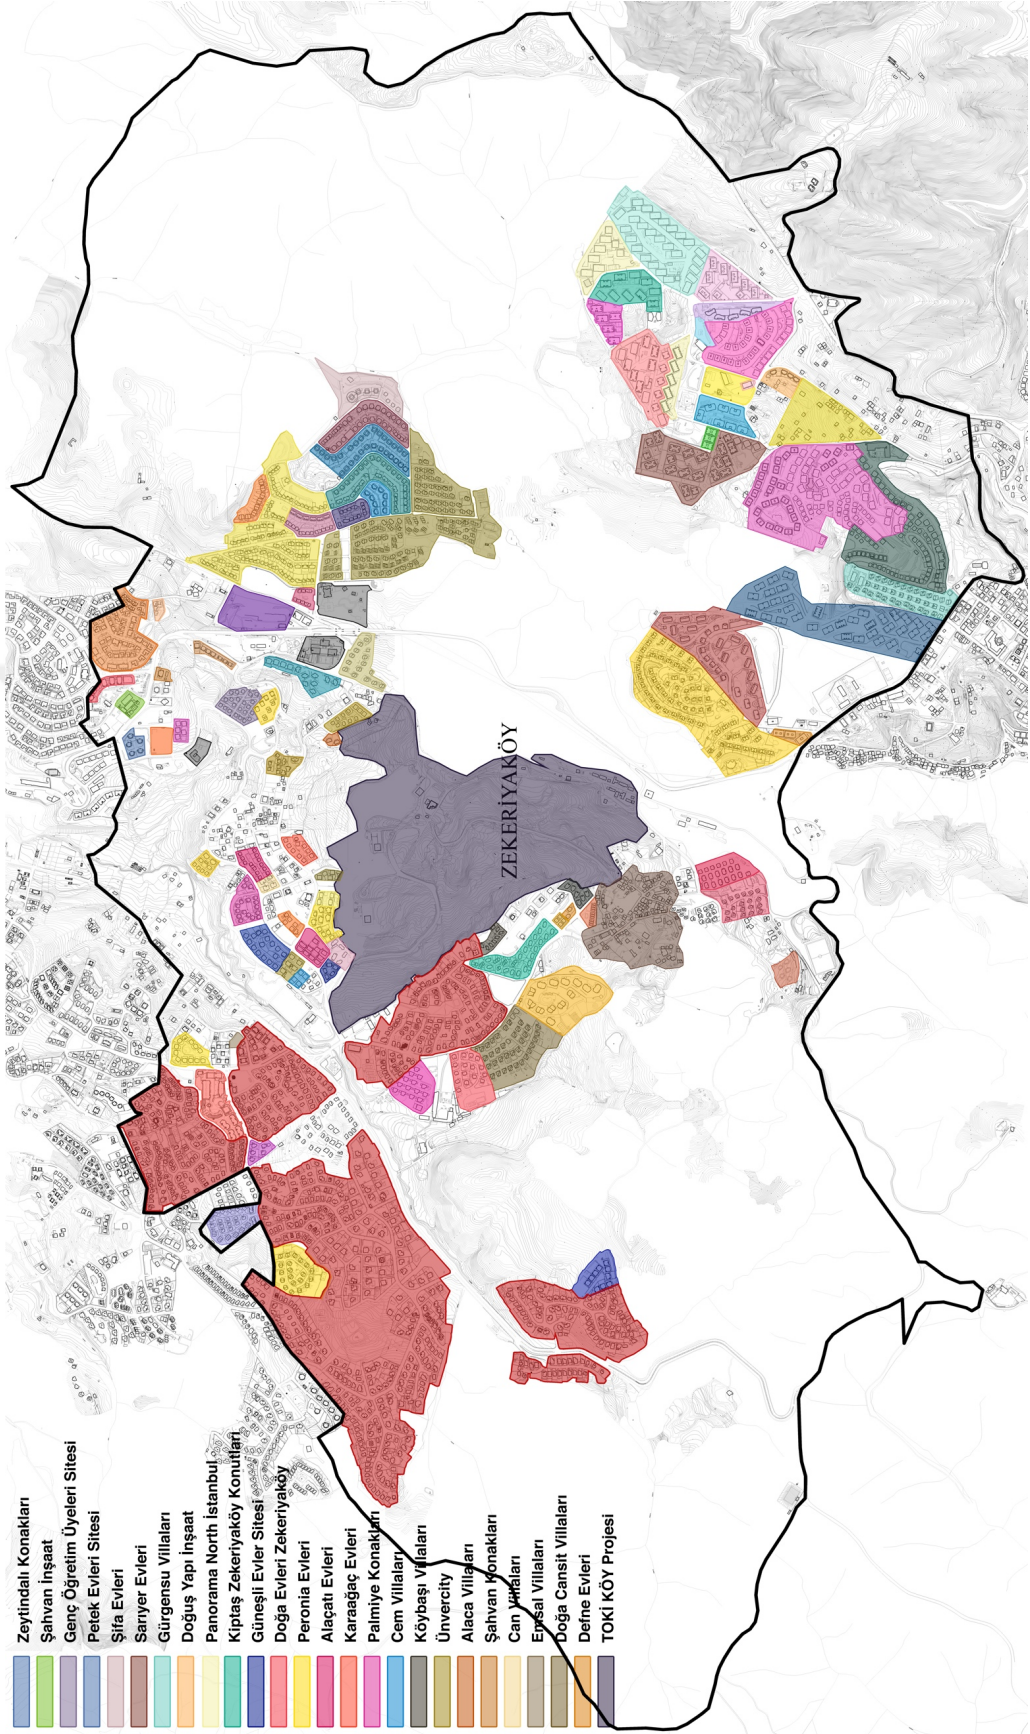 Zeytindalı Konakları
Şahvan İnşaat
Genç Öğretim Üyeleri Sitesi
Petek Evleri Sitesi
Şifa Evleri
Sarıyer Evleri
Gürgensu Villaları
Doğuş Yapı İnşaat
Panorama North İstanbul
Kiptaş Zekeriyaköy Konutları
Güneşli Evler Sitesi
Doğa Evleri Zekeriyaköy
Peronia Evleri
Alaçatı Evleri
Karaağaç Evleri
Palmiye Konakları
Cem Villaları
Köybaşı Villaları
Ünvercity
Alaca Villaları
Şahvan Konakları
Can Villaları
Emsal Villaları
Doğa Cansit Villaları
Defne Evleri
TOKİ KÖY Projesi
ZEKERİYAKÖY